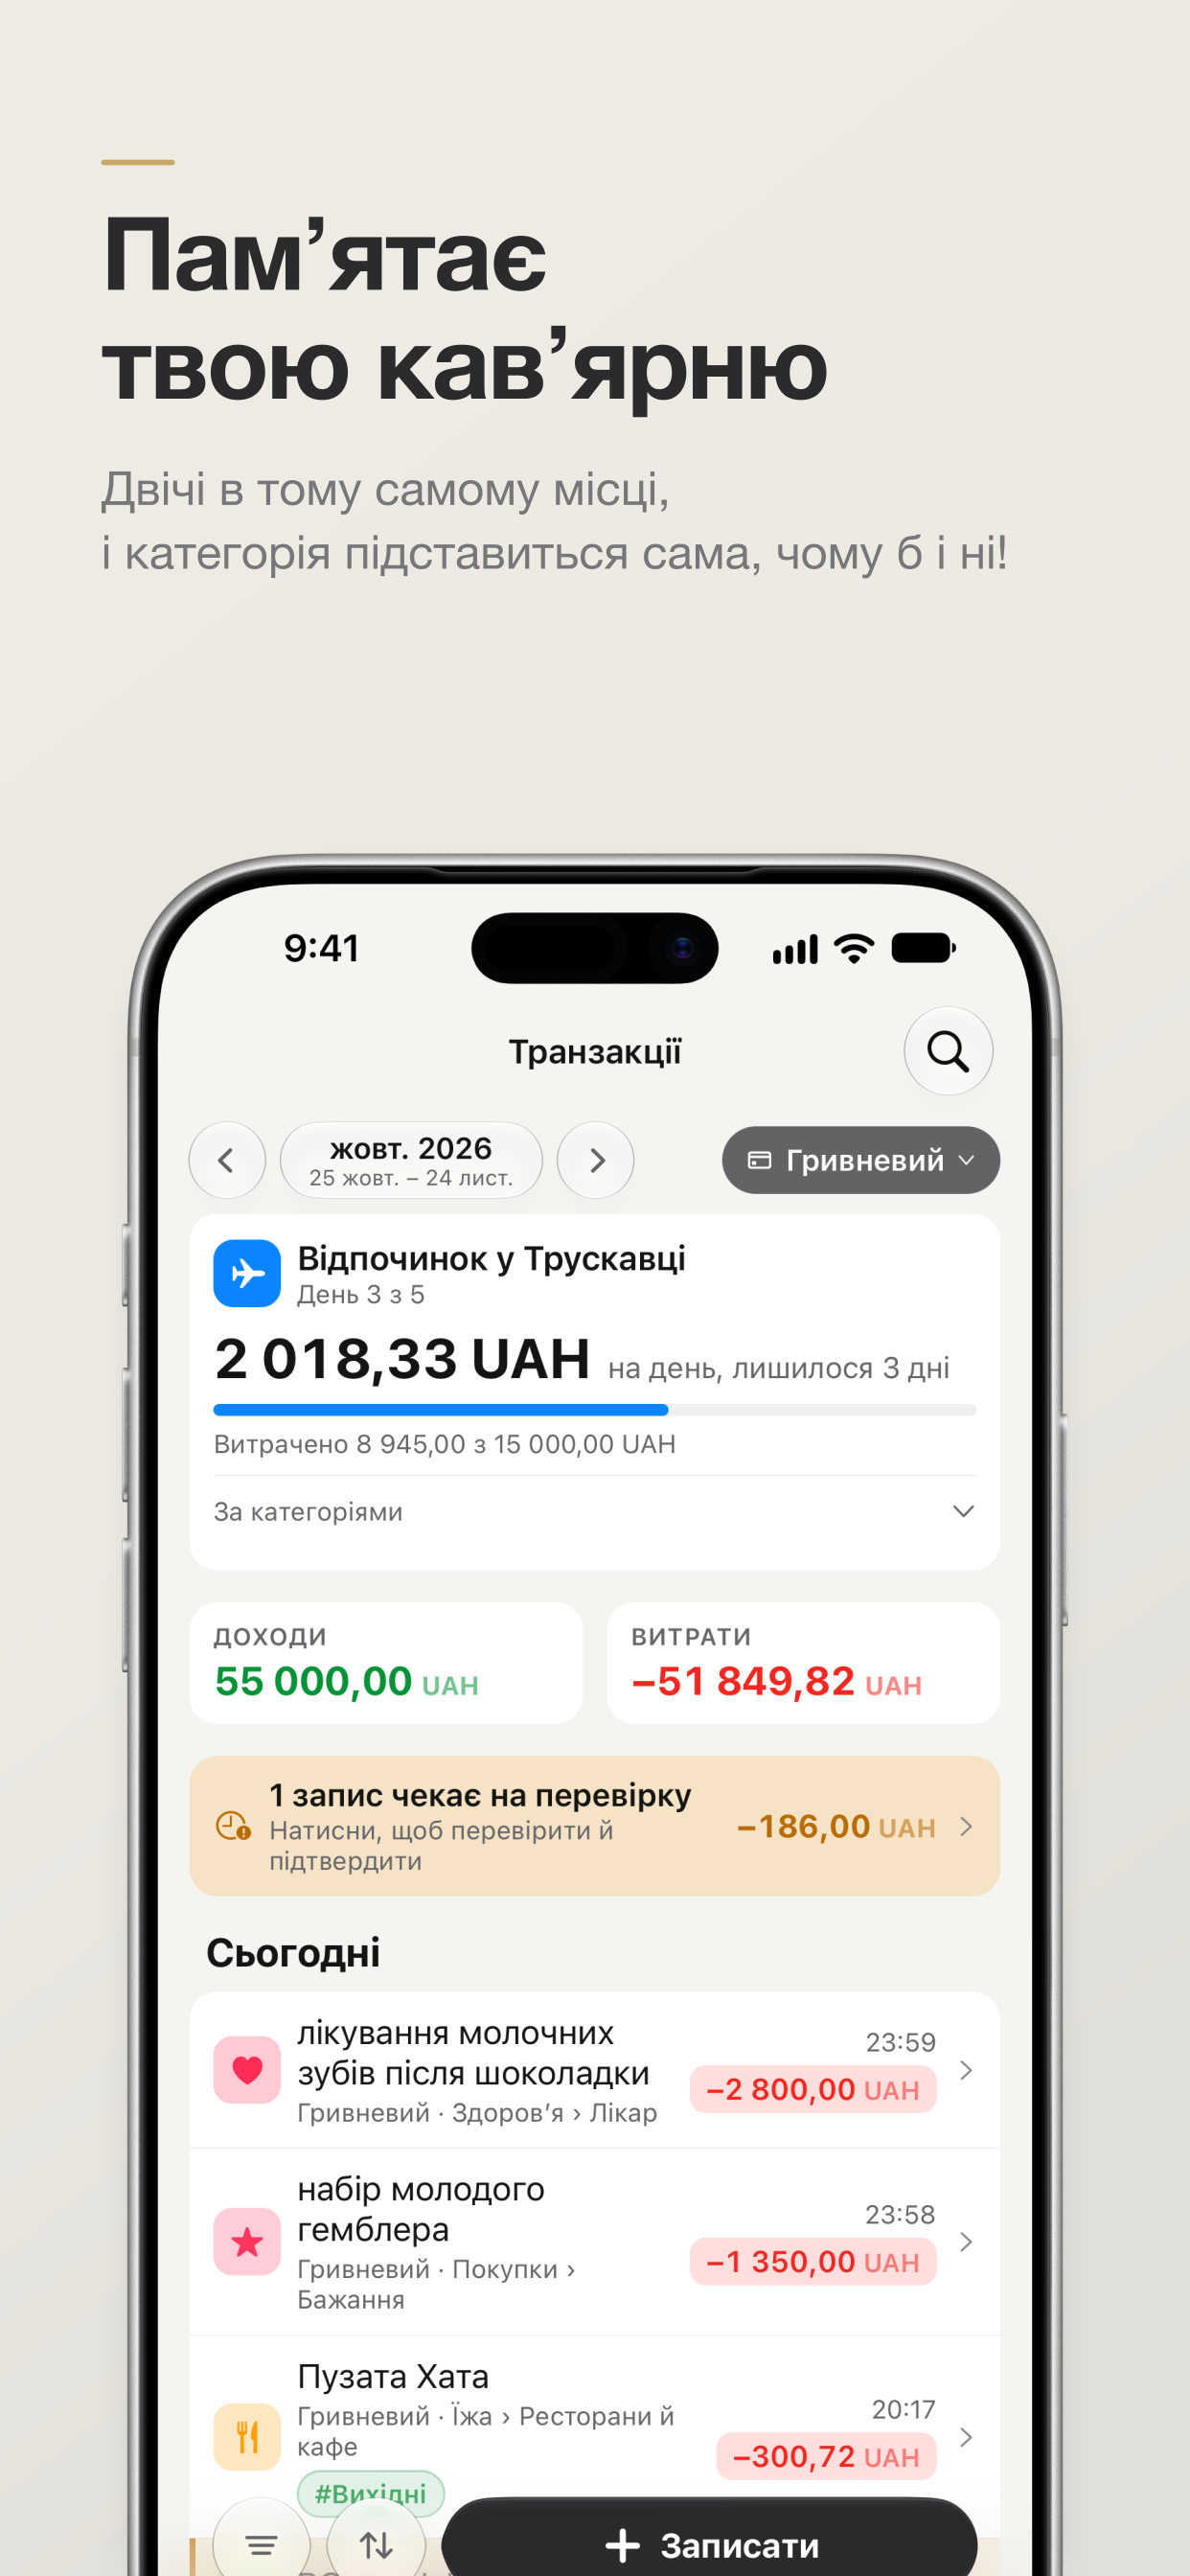 Пам’ятає
твою кав’ярню
Двічі в тому самому місці,
і категорія підставиться сама, чому б і ні!
9:41
Транзакції
жовт. 2026
25 жовт. – 24 лист.
Гривневий
Відпочинок у Трускавці
День 3 з 5
2 018,33 UAH на день, лишилося 3 дні
Витрачено 8 945,00 з 15 000,00 UAH
За категоріями
ДОХОДИ
55 000,00 UAH
ВИТРАТИ
–51 849,82 UAH
1 запис чекає на перевірку
Натисни, щоб перевірити й
підтвердити
–186,00 UAH
Сьогодні
лікування молочних
зубів після шоколадки
Гривневий · Здоров’я › Лікар
23:59
–2 800,00 UAH
набір молодого
гемблера
Гривневий · Покупки ›
Бажання
23:58
–1 350,00 UAH
Пузата Хата
Гривневий · Їжа › Ресторани й
кафе
#Вихідні
20:17
–300,72 UAH
Записати